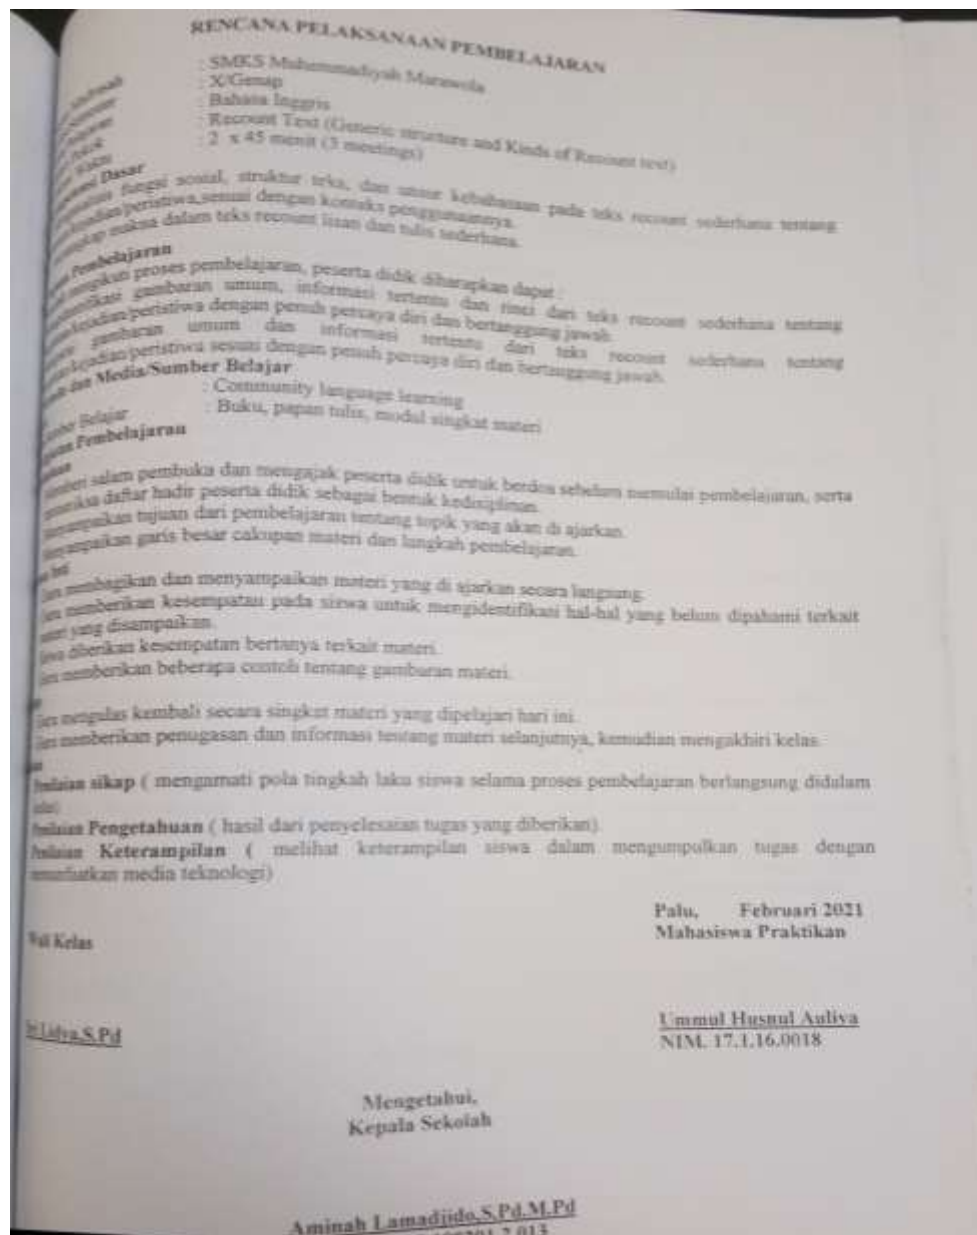 RENCANA PELAKSANAAN PEMBELAJARAN
: SMKS Muhammadiyah Marawola
: X/Genap
: Bahasa Inggris
: Recount Text (Generic structure and Kinds of Recount text)
: 2 x 45 menit (3 meetings)
Dasar
fungsi sosial, struktur teks, dan unsur kebahasaan pada teks recount sederhana tentang
kejadian/peristiwa,sesuai dengan konteks penggunaannya.
makna dalam teks recount lisan dan tulis sederhana.
Pembelajaran
mengikuti proses pembelajaran, peserta didik diharapkan dapat :
gambaran umum, informasi tertentu dan rinci dari teks recount sederhana tentang
kejadian/peristiwa dengan penuh percaya diri dan bertanggung jawab.
gambaran umum dan informasi tertentu dari teks recount sederhana tentang
kejadian/peristiwa sesuai dengan penuh percaya diri dan bertanggung jawab.
dan Media/Sumber Belajar
: Community language learning
Belajar : Buku, papan tulis, modul singkat materi
Pembelajaran
salam pembuka dan mengajak peserta didik untuk berdoa sebelum memulai pembelajaran, serta
daftar hadir peserta didik sebagai bentuk kedisiplinan.
tujuan dari pembelajaran tentang topik yang akan di ajarkan.
garis besar cakupan materi dan langkah pembelajaran.
membagikan dan menyampaikan materi yang di ajarkan secara langsung.
memberikan kesempatan pada siswa untuk mengidentifikasi hal-hal yang belum dipahami terkait
yang disampaikan.
diberikan kesempatan bertanya terkait materi.
memberikan beberapa contoh tentang gambaran materi.
mengulas kembali secara singkat materi yang dipelajari hari ini.
memberikan penugasan dan informasi tentang materi selanjutnya, kemudian mengakhiri kelas.
sikap ( mengamati pola tingkah laku siswa selama proses pembelajaran berlangsung didalam
Pengetahuan ( hasil dari penyelesaian tugas yang diberikan).
Keterampilan ( melihat keterampilan siswa dalam mengumpulkan tugas dengan
media teknologi)
Palu, Februari 2021
Mahasiswa Praktikan
Wali Kelas
Ummul Husnul Auliya
NIM. 17.1.16.0018
Lidya,S.Pd
Mengetahui,
Kepala Sekolah
Aminah Lamadjido,S.Pd.M.Pd